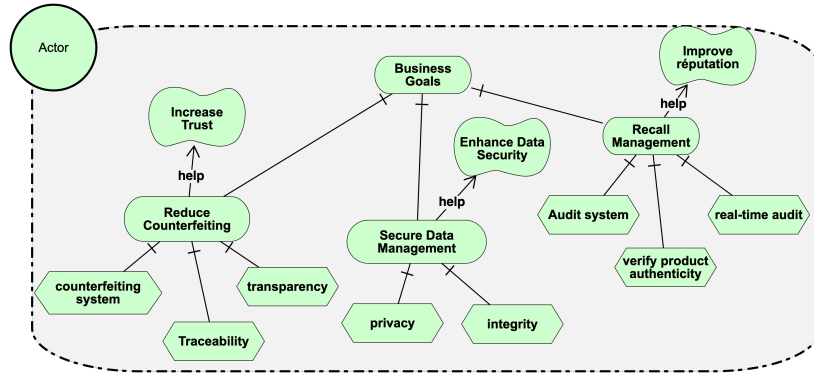 Actor
Improve
réputation
Business
Goals
help
Increase
Trust
Recall
Management
Enhance Data
Security
help
help
Reduce
Counterfeiting
Audit system
real-time audit
Secure Data
Management
verify product
authenticity
counterfeiting
system
transparency
privacy
integrity
Traceability